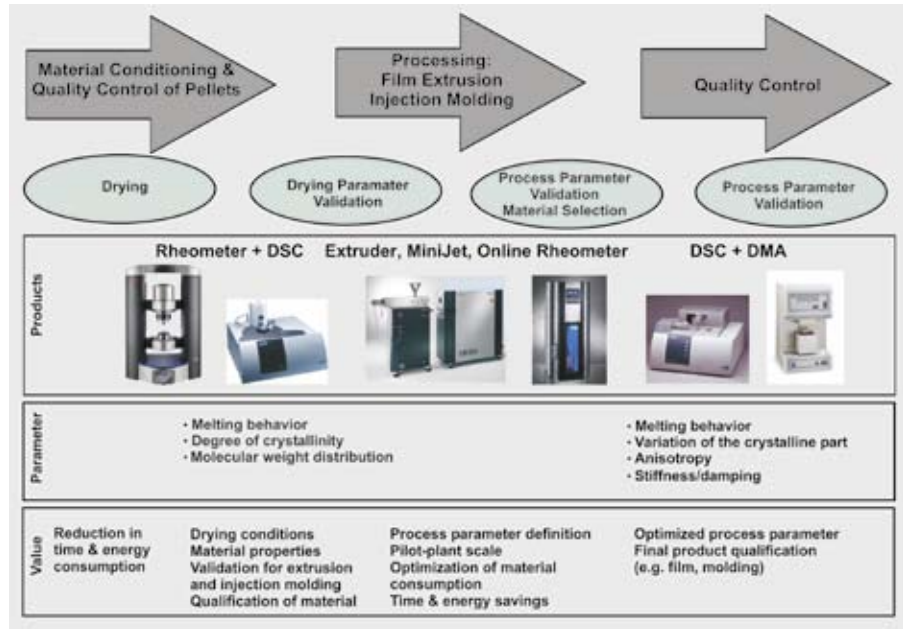 Material Conditioning &
Quality Control of Pellets
Processing:
Film Extrusion
Injection Molding
Quality Control
Drying
Drying Paramater
Validation
Process Parameter
Validation
Material Selection
Process Parameter
Validation
Products
Rheometer + DSC
Extruder, MiniJet, Online Rheometer
DSC + DMA
Parameter
• Melting behavior
• Degree of crystallinity
• Molecular weight distribution
• Melting behavior
• Variation of the crystalline part
• Anisotropy
• Stiffness/damping
Value
Reduction in
time & energy
consumption
Drying conditions
Material properties
Validation for extrusion
and injection molding
Qualification of material
Process parameter definition
Pilot-plant scale
Optimization of material
consumption
Time & energy savings
Optimized process parameter
Final product qualification
(e.g. film, molding)